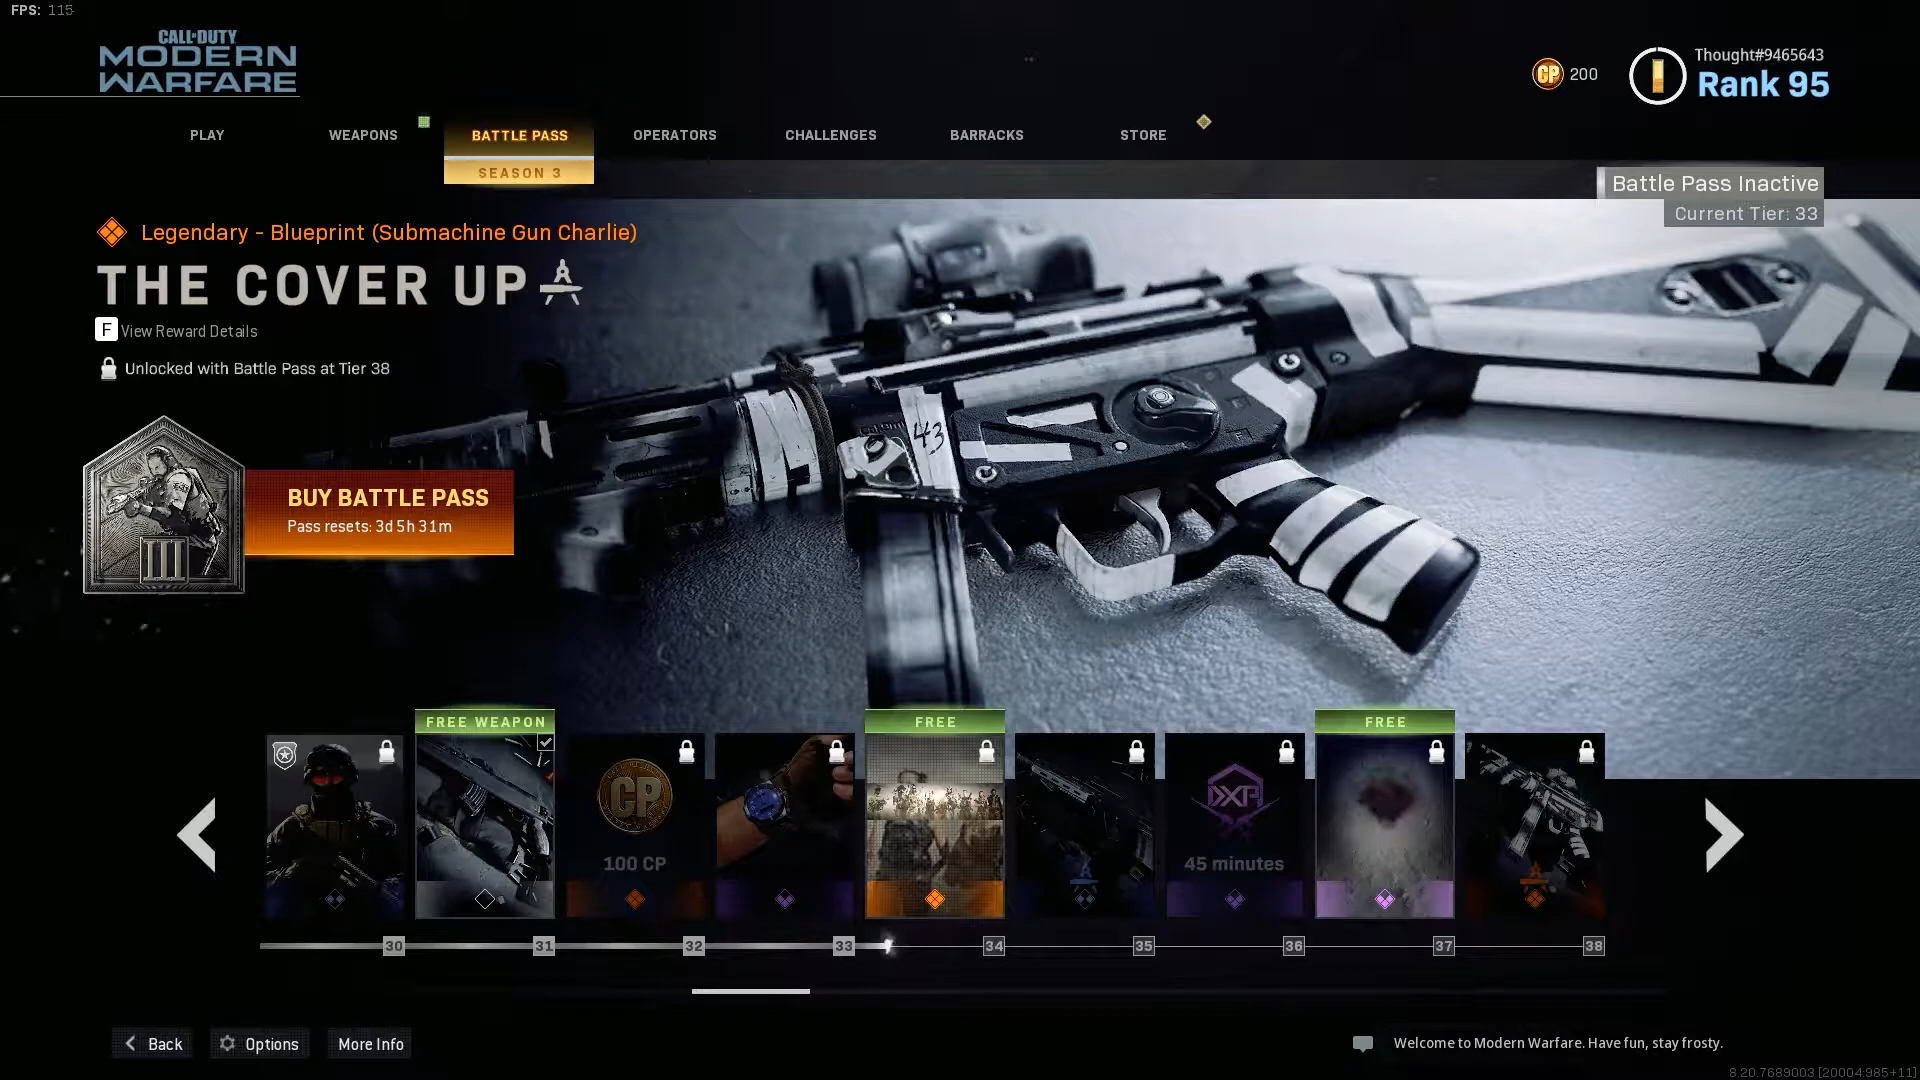 FPS: 115
CALL OF DUTY
MODERN
WARFARE
CP 200
Thought#9465643
Rank 95
PLAY
WEAPONS
BATTLE PASS
OPERATORS
CHALLENGES
BARRACKS
STORE
SEASON 3
Battle Pass Inactive
Current Tier: 33
Legendary - Blueprint (Submachine Gun Charlie)
THE COVER UP
F View Reward Details
Unlocked with Battle Pass at Tier 38
43
BUY BATTLE PASS
Pass resets: 3d 5h 31m
III
FREE WEAPON
FREE
FREE
CP
100 CP
2XP
45 minutes
30
31
32
33
34
35
36
37
38
Back
Options
More Info
Welcome to Modern Warfare. Have fun, stay frosty.
8.20.7689003 [20004:985+11]